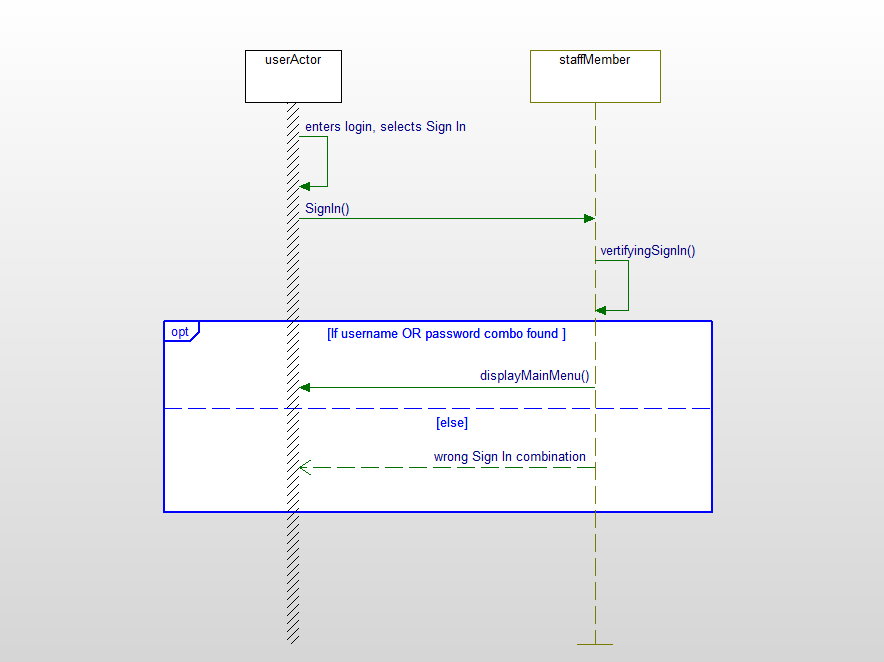 userActor
staffMember
enters login, selects Sign In
SignIn()
vertifyingSignIn()
opt
[If username OR password combo found ]
displayMainMenu()
[else]
wrong Sign In combination